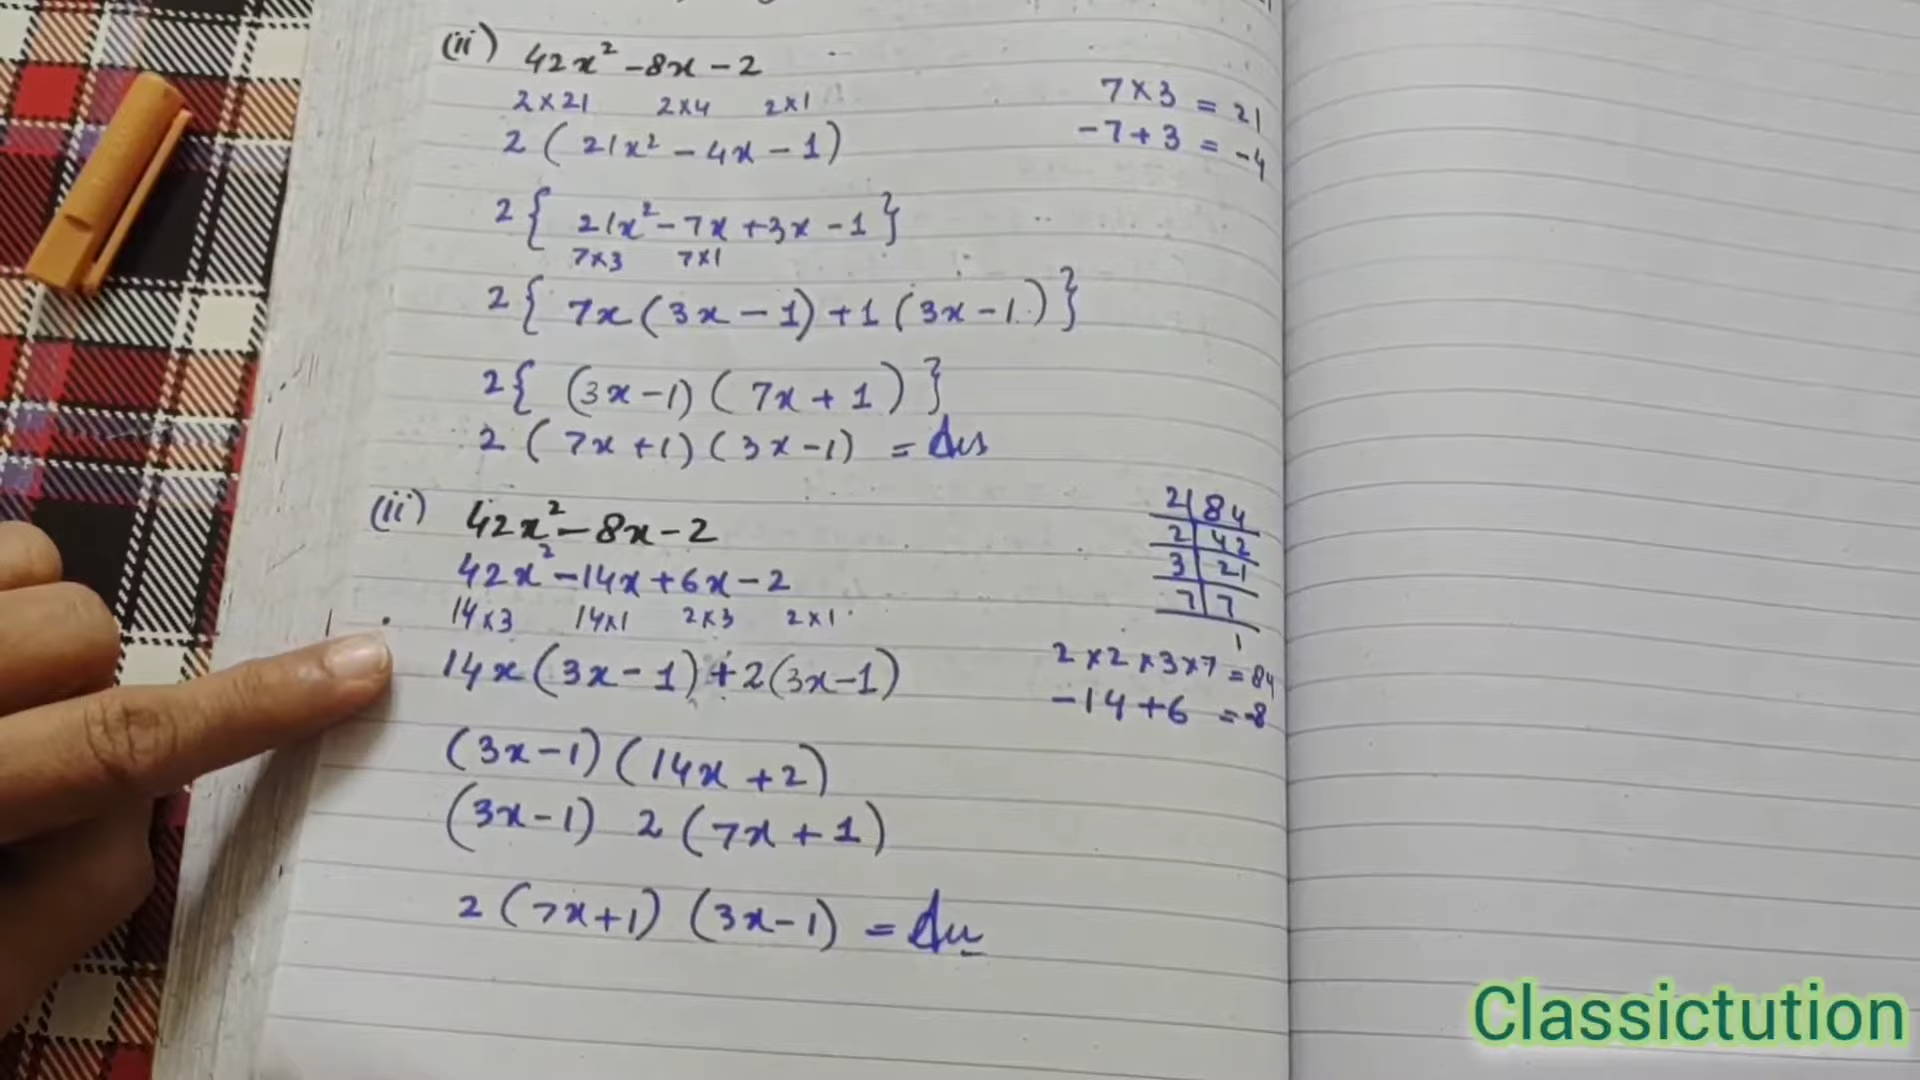 (ii) 42x² - 8x - 2
2×21 2×4 2×1
2 ( 21x² - 4x - 1 )
7×3 = 21
-7+3 = -4
2 { 21x² - 7x + 3x - 1 }
7×3 7×1
2 { 7x ( 3x - 1 ) + 1 ( 3x - 1 ) }
2 { (3x - 1) ( 7x + 1 ) }
2 ( 7x + 1 ) ( 3x - 1 ) = Ans
(ii) 42x² - 8x - 2
42x² - 14x + 6x - 2
14×3 14×1 2×3 2×1
14x ( 3x - 1 ) + 2 ( 3x - 1 )
(3x - 1) ( 14x + 2 )
(3x - 1) 2 ( 7x + 1 )
2 ( 7x + 1 ) ( 3x - 1 ) = Ans
2 | 84
2 | 42
3 | 21
7 | 7
1
2×2×3×7 = 84
-14+6 = -8
Classictution